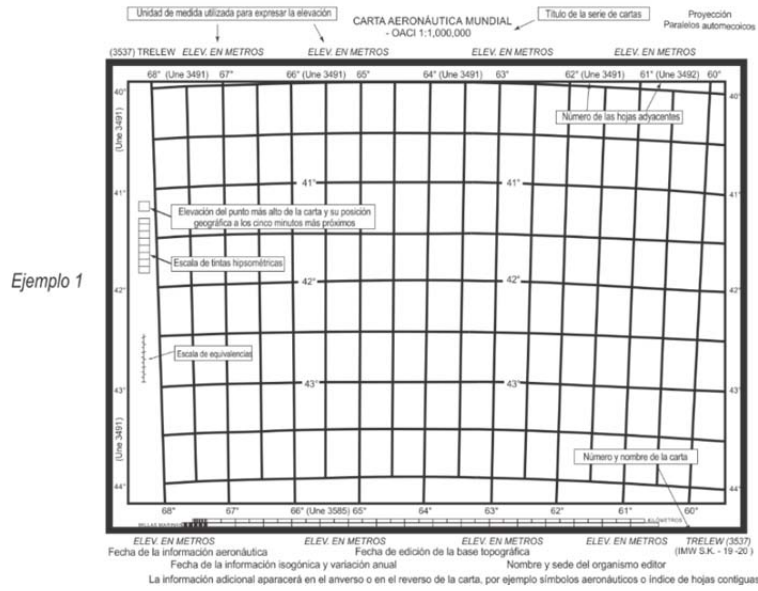 Unidad de medida utilizada para expresar la elevación
CARTA AERONÁUTICA MUNDIAL
- OACI 1:1,000,000
Título de la serie de cartas
Proyección
Paralelos automecoicos
(3537) TRELEW ELEV. EN METROS ELEV. EN METROS ELEV. EN METROS ELEV. EN METROS
68° (Une 3491) 67° 66° (Une 3491) 65° 64° (Une 3491) 63° 62° (Une 3491) 61° (Une 3492) 60°
40° 40°
(Une 3491)
Número de las hojas adyacentes
41° 41° 41° 41°
Elevación del punto más alto de la carta y su posición
geográfica a los cinco minutos más próximos
Escala de tintas hipsométricas
Ejemplo 1
42° 42° 42° 42°
Escala de equivalencias
43° 43° 43° 43°
(Une 3491)
Número y nombre de la carta
44° 44°
68° 67° 66° (Une 3585) 65° 64° 63° 62° 61° 60°
MILLAS MARINAS KILÓMETROS
ELEV. EN METROS ELEV. EN METROS ELEV. EN METROS ELEV. EN METROS TRELEW (3537)
Fecha de la información aeronáutica Fecha de edición de la base topográfica (IMW S.K. - 19 -20 )
Fecha de la información isogónica y variación anual Nombre y sede del organismo editor
La información adicional aparacerá en el anverso o en el reverso de la carta, por ejemplo símbolos aeronáuticos o índice de hojas contiguas